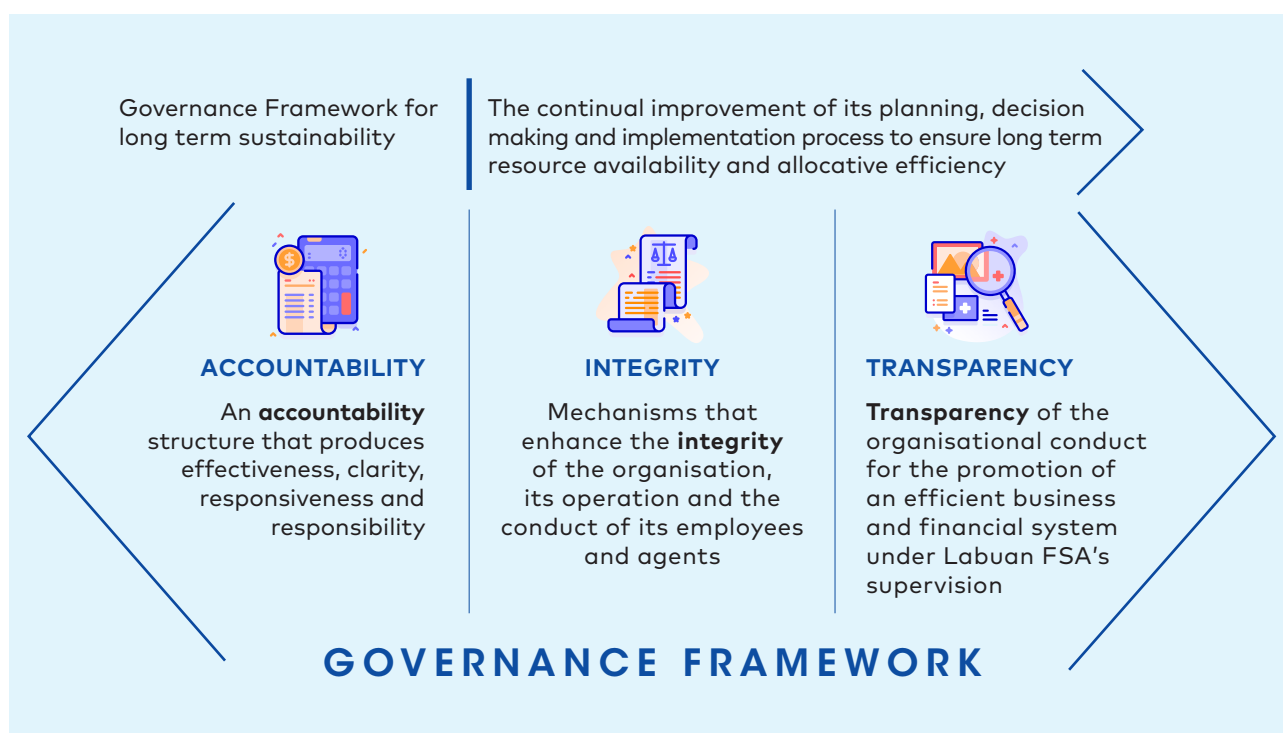 Governance Framework for
long term sustainability
The continual improvement of its planning, decision
making and implementation process to ensure long term
resource availability and allocative efficiency
ACCOUNTABILITY
An accountability
structure that produces
effectiveness, clarity,
responsiveness and
responsibility
INTEGRITY
Mechanisms that
enhance the integrity
of the organisation,
its operation and the
conduct of its employees
and agents
TRANSPARENCY
Transparency of the
organisational conduct
for the promotion of
an efficient business
and financial system
under Labuan FSA's
supervision
GOVERNANCE FRAMEWORK